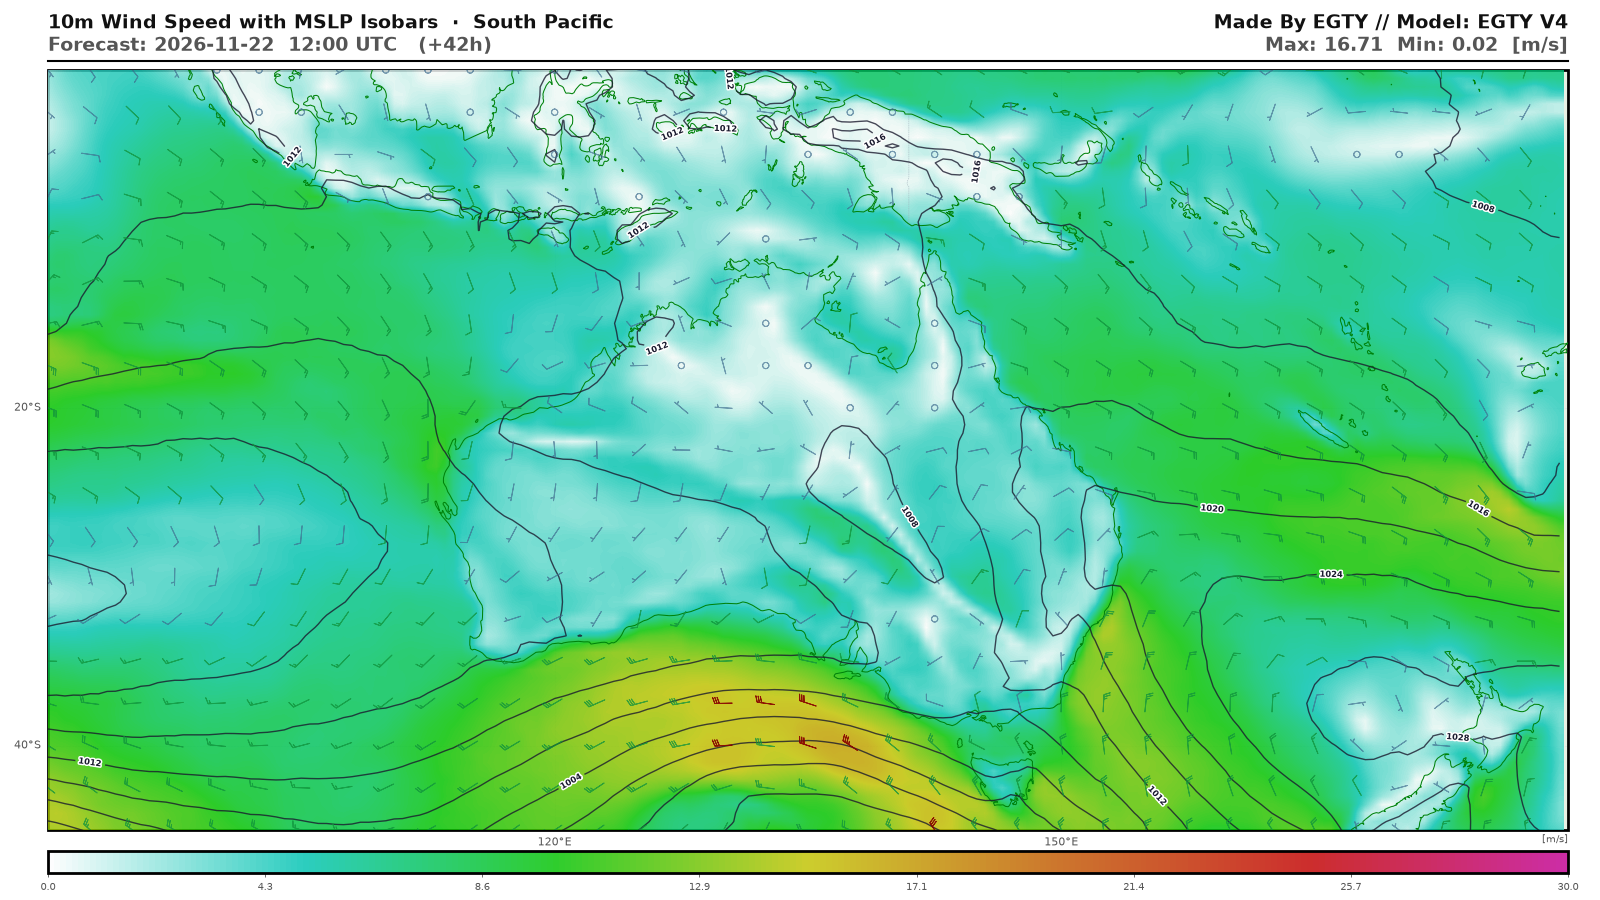 10m Wind Speed with MSLP Isobars · South Pacific
Made By EGTY // Model: EGTY V4
Forecast: 2026-11-22 12:00 UTC (+42h)
Max: 16.71 Min: 0.02 [m/s]
1012
1012
1012
1012
1016
1016
1008
1012
1012
20°S
1008
1020
1016
1024
40°S
1012
1004
1028
1012
120°E
150°E
[m/s]
0.0
4.3
8.6
12.9
17.1
21.4
25.7
30.0